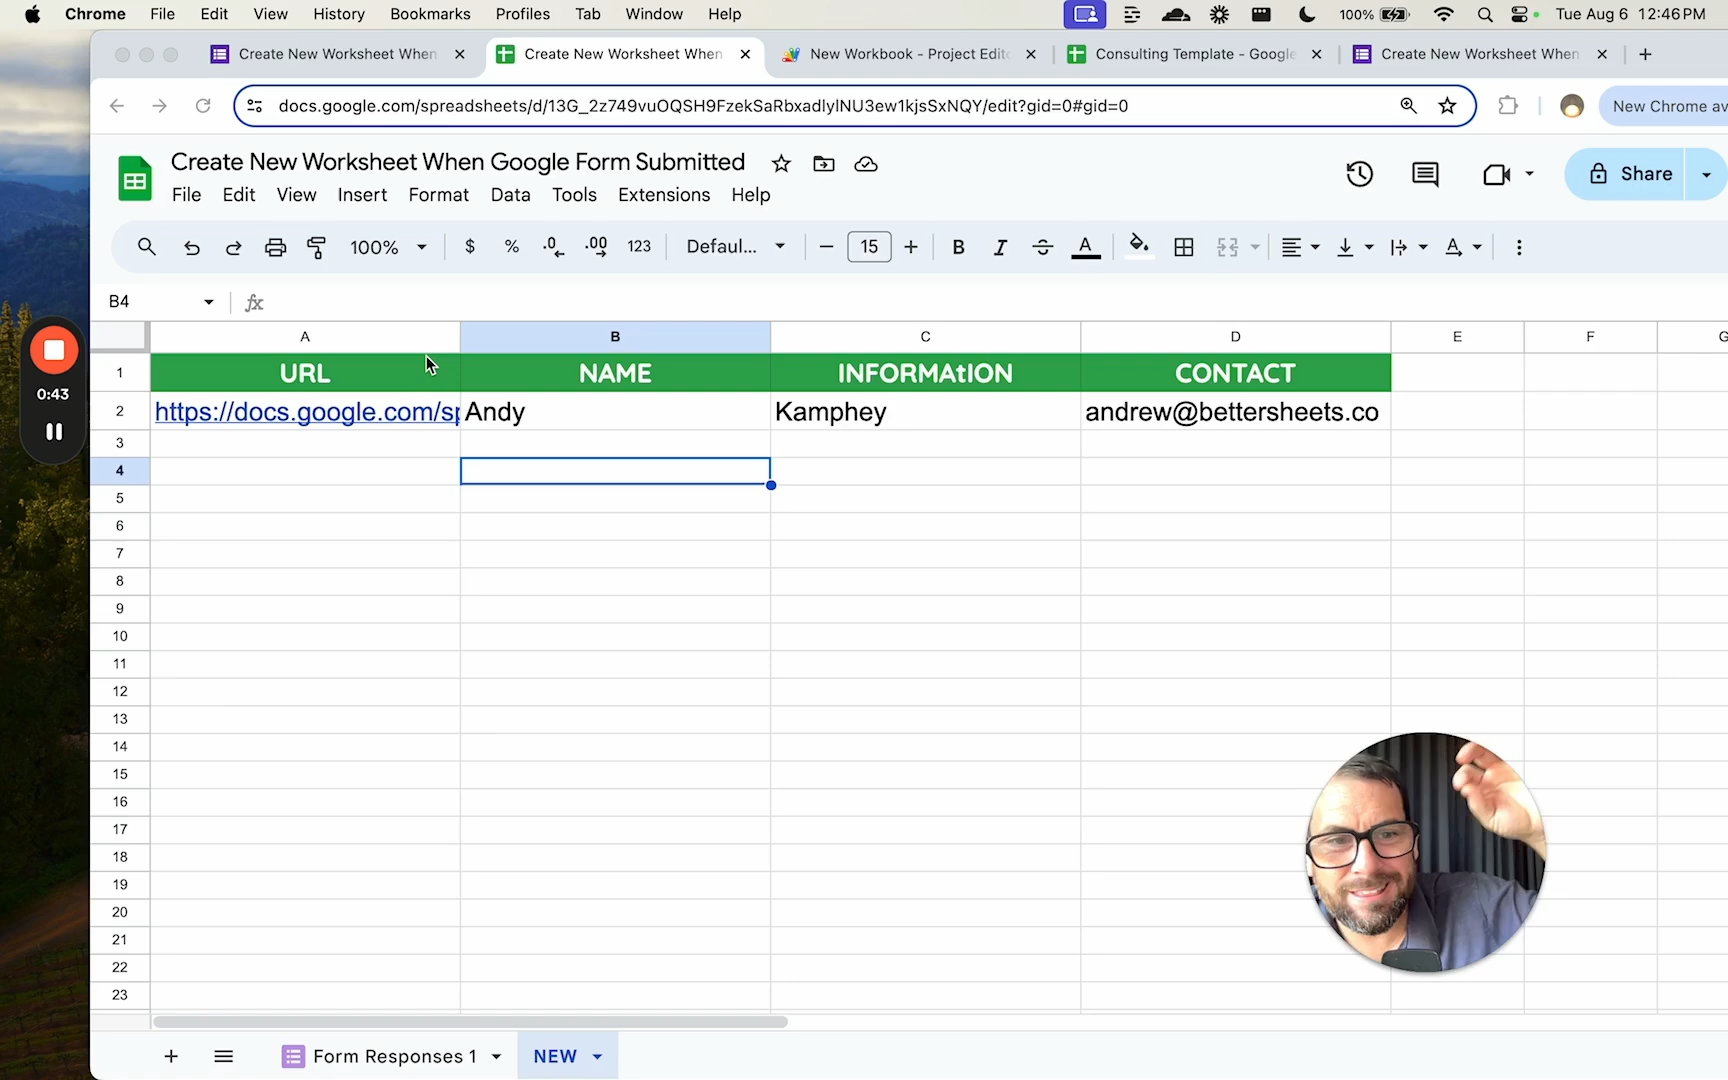 Chrome File Edit View History Bookmarks Profiles Tab Window Help 100% Tue Aug 6 12:46 PM
Create New Worksheet When Create New Worksheet When New Workbook - Project Edito Consulting Template - Google Create New Worksheet When
docs.google.com/spreadsheets/d/13G_2z749vuOQSH9FzekSaRbxadlylNU3ew1kjsSxNQY/edit?gid=0#gid=0 New Chrome av
Create New Worksheet When Google Form Submitted
File Edit View Insert Format Data Tools Extensions Help
Share
100% $ % .0 .00 123 Defaul... 15 B I A
B4 fx
A B C D E F G
1 URL NAME INFORMAtION CONTACT
2 https://docs.google.com/sp Andy Kamphey andrew@bettersheets.co
3
4
5
6
7
8
9
10
11
12
13
14
15
16
17
18
19
20
21
22
23
0:43
Form Responses 1 NEW